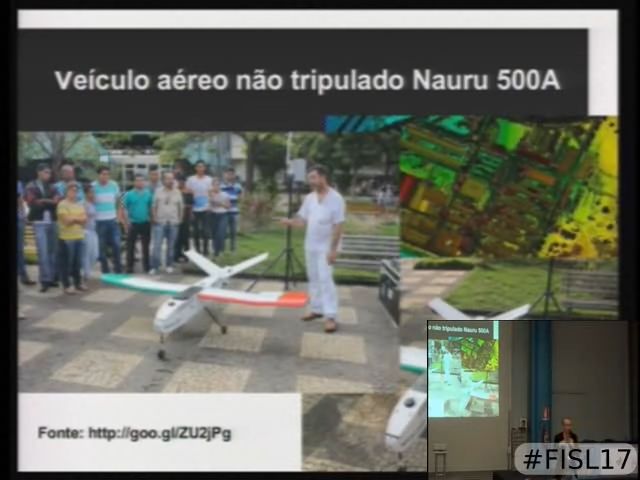 Veículo aéreo não tripulado Nauru 500A
Fonte: http://goo.gl/ZU2jPg
o não tripulado Nauru 500A
#FISL17